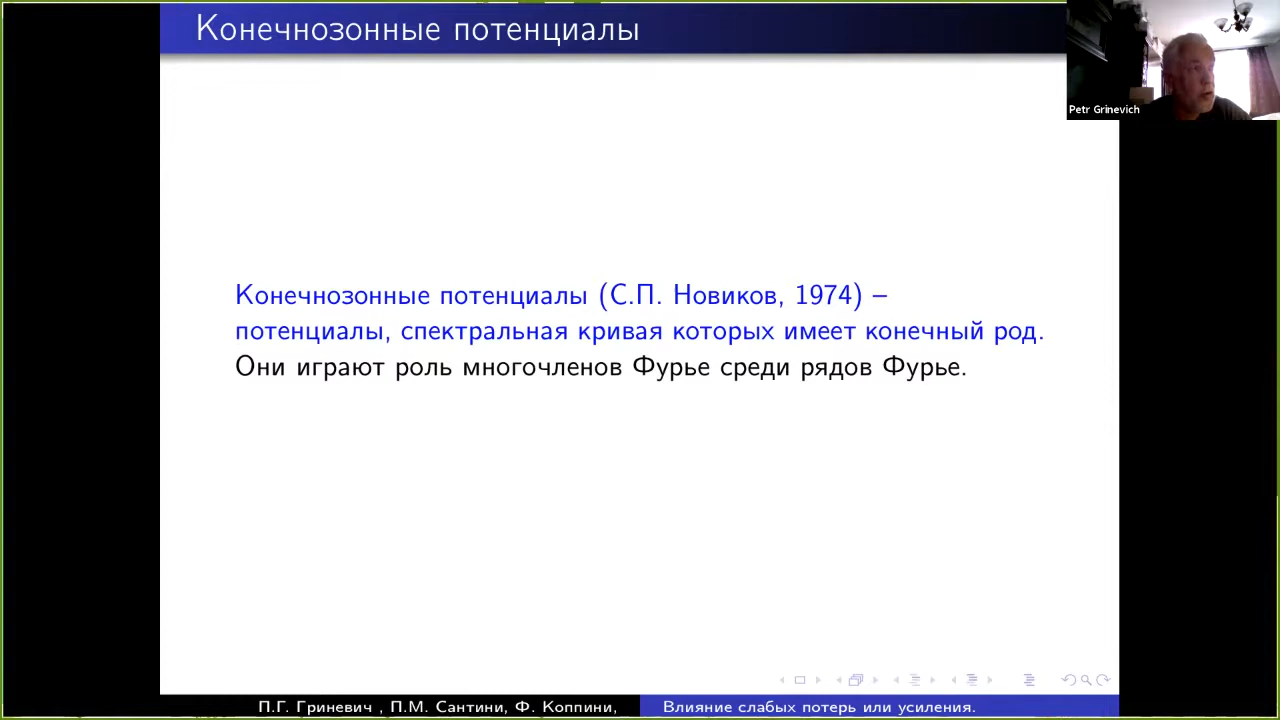 Конечнозонные потенциалы
Petr Grinevich
Конечнозонные потенциалы (С.П. Новиков, 1974) –
потенциалы, спектральная кривая которых имеет конечный род.
Они играют роль многочленов Фурье среди рядов Фурье.
П.Г. Гриневич , П.М. Сантини, Ф. Коппини,
Влияние слабых потерь или усиления.